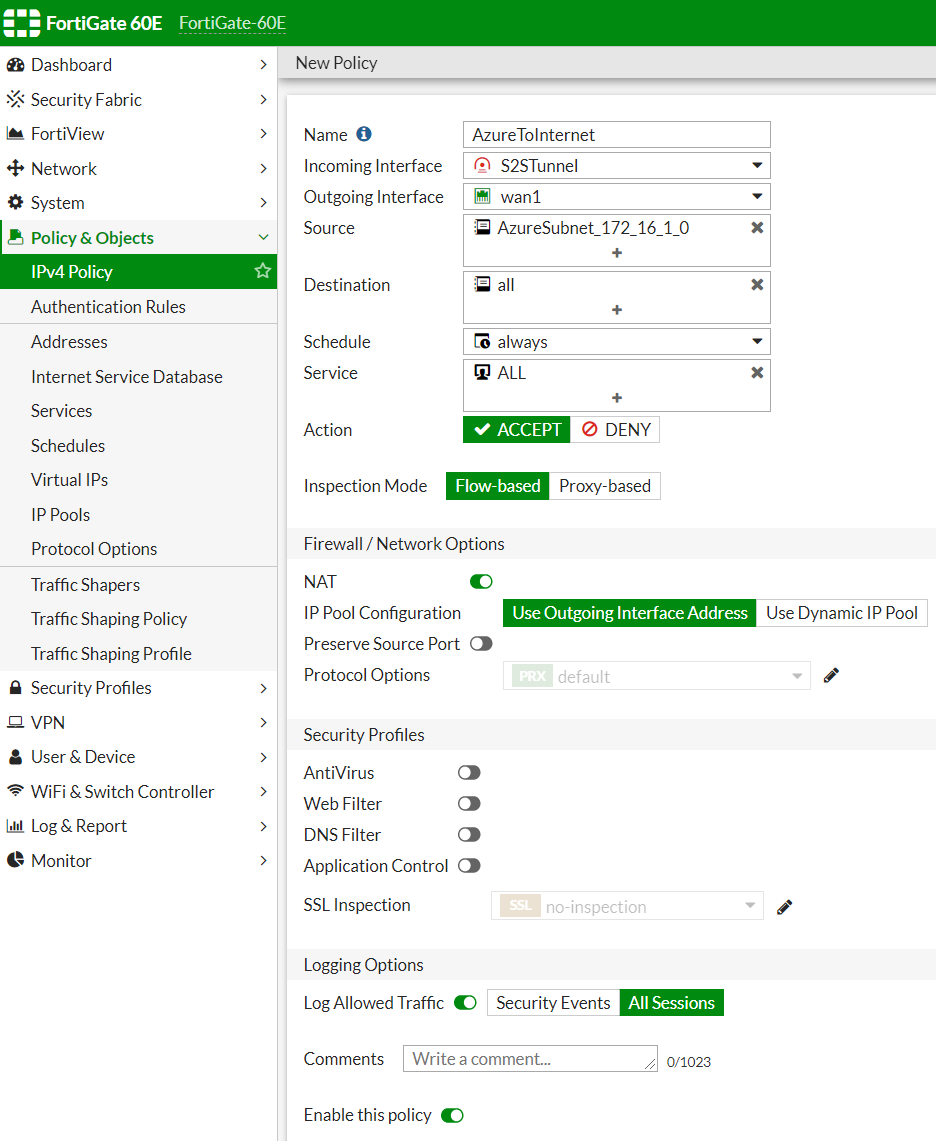 FortiGate 60E FortiGate-60E
Dashboard
Security Fabric
FortiView
Network
System
Policy & Objects
IPv4 Policy
Authentication Rules
Addresses
Internet Service Database
Services
Schedules
Virtual IPs
IP Pools
Protocol Options
Traffic Shapers
Traffic Shaping Policy
Traffic Shaping Profile
Security Profiles
VPN
User & Device
WiFi & Switch Controller
Log & Report
Monitor
New Policy
Name AzureToInternet
Incoming Interface S2STunnel
Outgoing Interface wan1
Source AzureSubnet_172_16_1_0
+
Destination all
+
Schedule always
Service ALL
+
Action ACCEPT DENY
Inspection Mode Flow-based Proxy-based
Firewall / Network Options
NAT
IP Pool Configuration Use Outgoing Interface Address Use Dynamic IP Pool
Preserve Source Port
Protocol Options PRX default
Security Profiles
AntiVirus
Web Filter
DNS Filter
Application Control
SSL Inspection SSL no-inspection
Logging Options
Log Allowed Traffic Security Events All Sessions
Comments Write a comment... 0/1023
Enable this policy